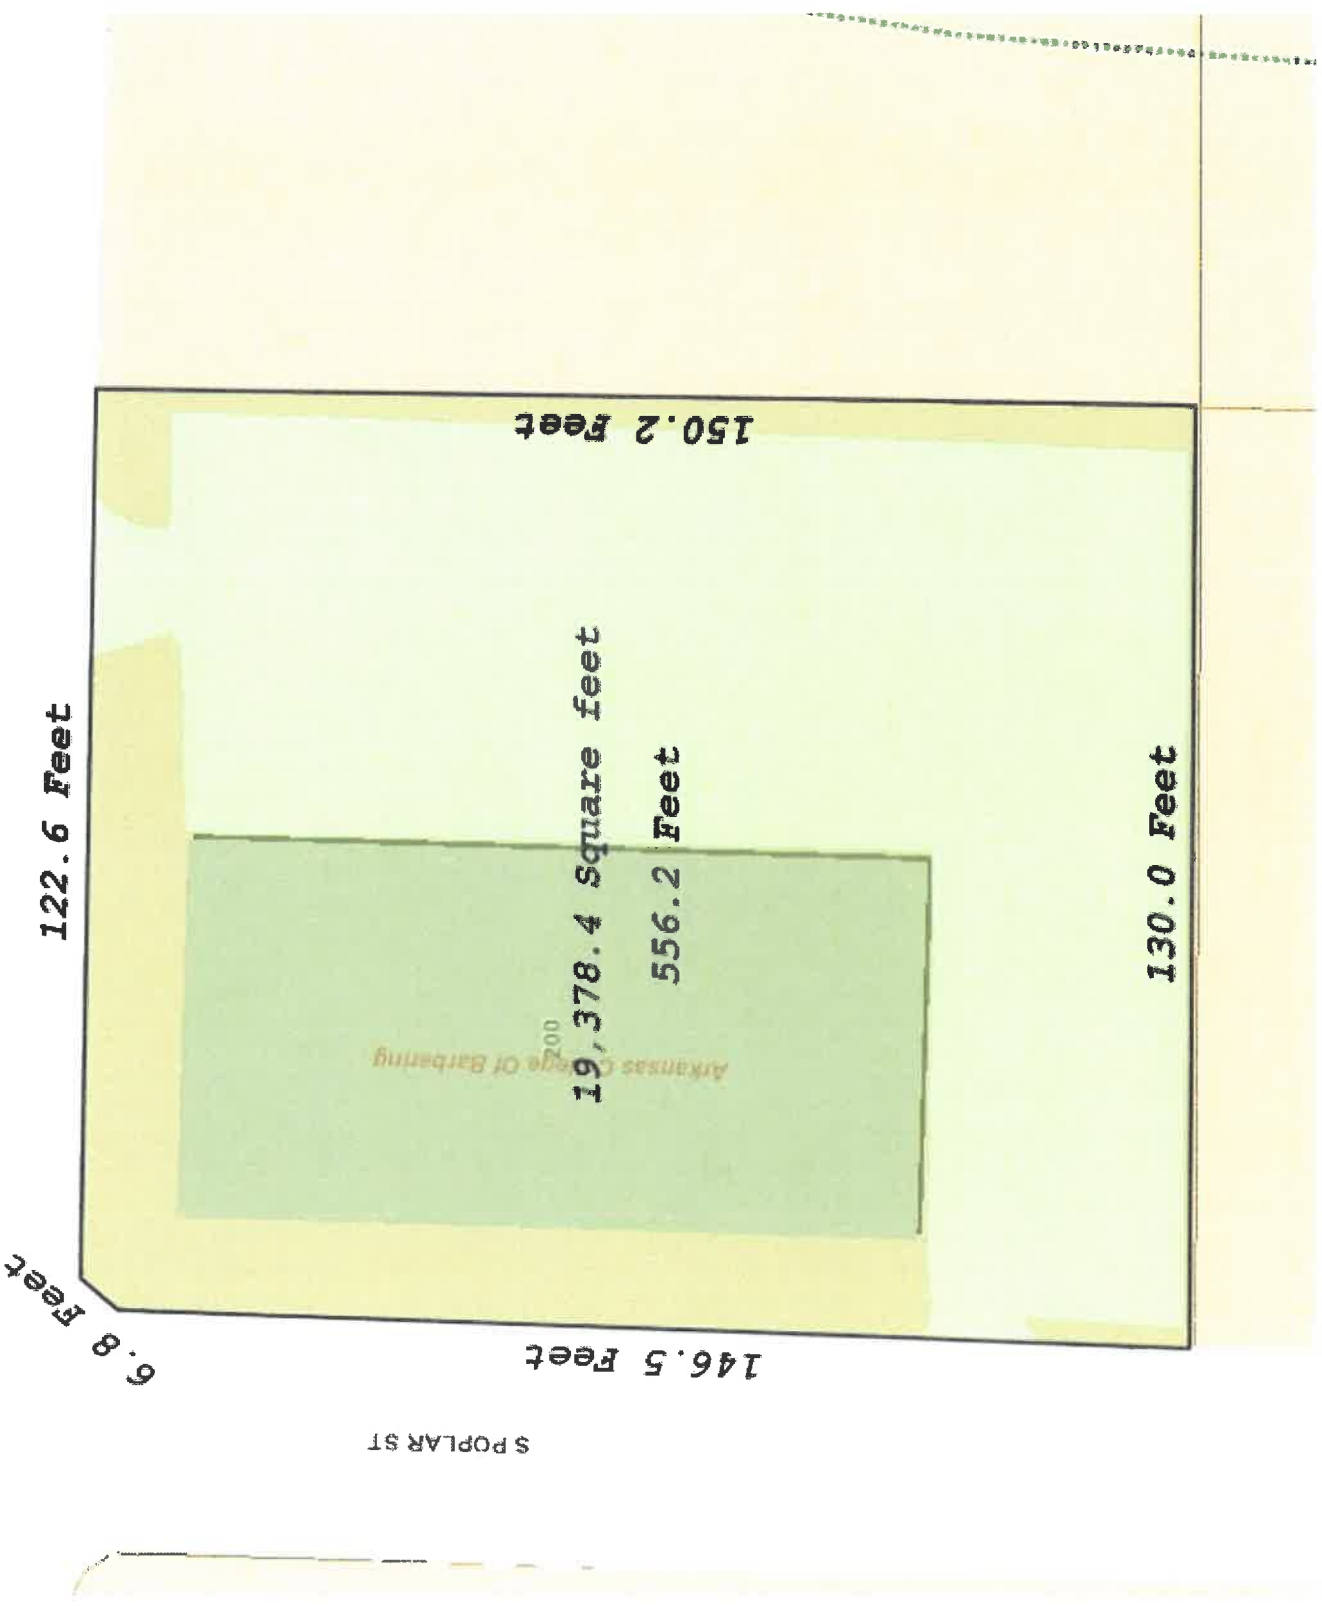 150.2 Feet
122.6 Feet
19,378.4 Square feet
556.2 Feet
130.0 Feet
200
Arkansas College Of Barbering
6.8 Feet
146.5 Feet
S POPLAR ST